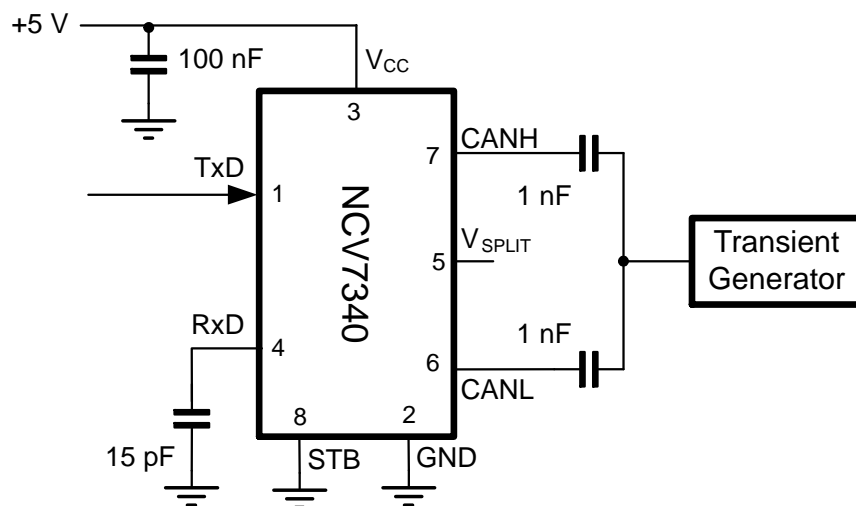 +5 V
100 nF
VCC
3
CANH
7
TxD
1
1 nF
NCV7340
VSPLIT
5
Transient
Generator
RxD
4
1 nF
6
CANL
8
2
15 pF
STB
GND